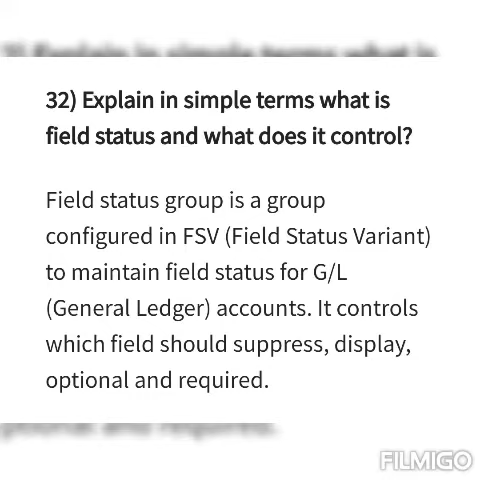 32) Explain in simple terms what is
field status and what does it control?
Field status group is a group
configured in FSV (Field Status Variant)
to maintain field status for G/L
(General Ledger) accounts. It controls
which field should suppress, display,
optional and required.
FILMIGO